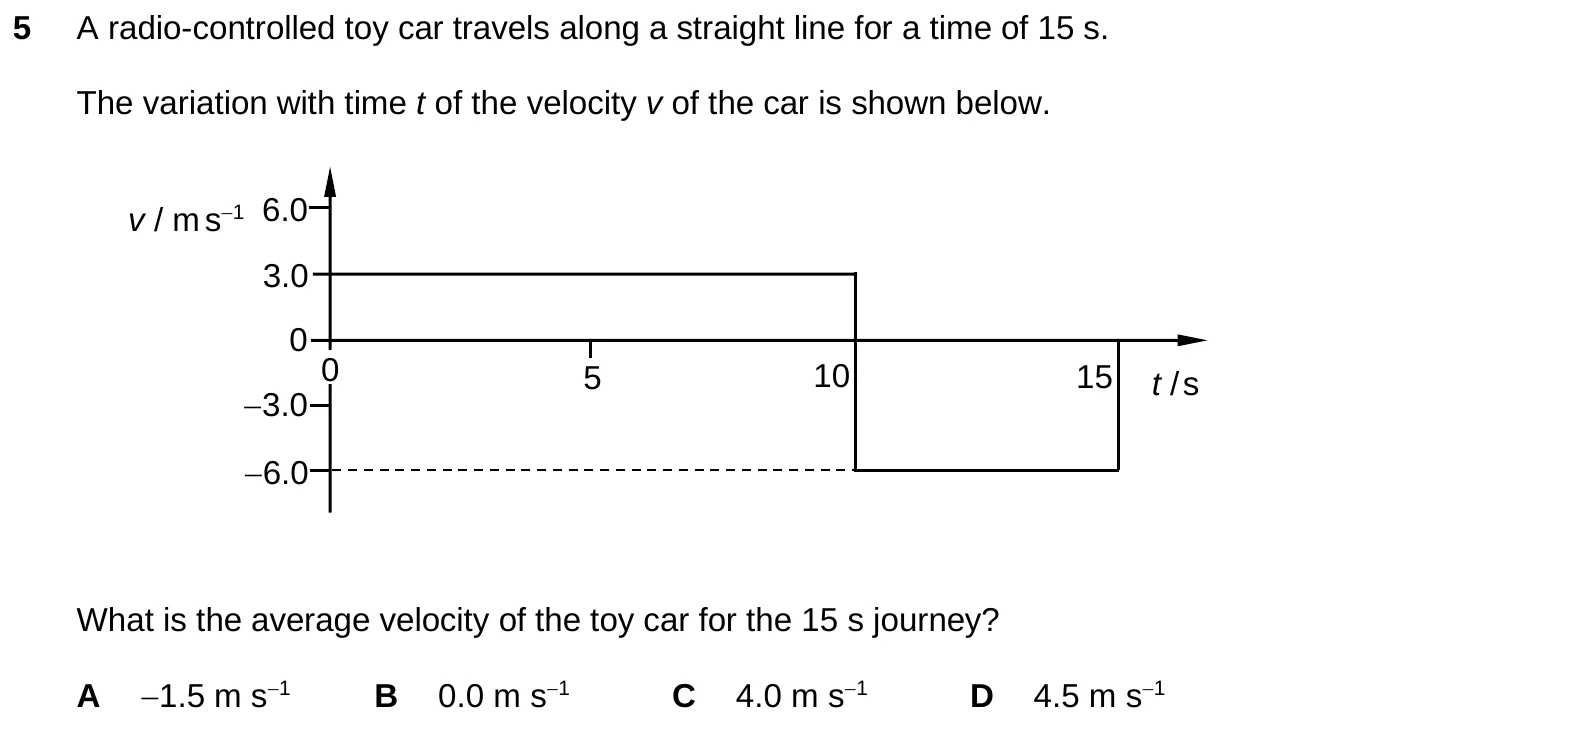 5 A radio-controlled toy car travels along a straight line for a time of 15 s.
The variation with time t of the velocity v of the car is shown below.
v / m s⁻¹ 6.0
3.0
0
0
5
10
15
t / s
–3.0
–6.0
What is the average velocity of the toy car for the 15 s journey?
A –1.5 m s⁻¹ B 0.0 m s⁻¹ C 4.0 m s⁻¹ D 4.5 m s⁻¹